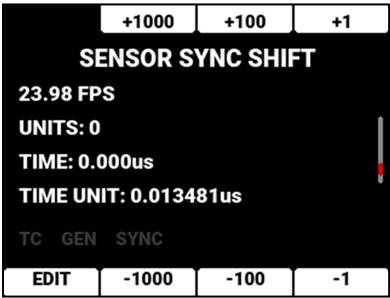 +1000 +100 +1
SENSOR SYNC SHIFT
23.98 FPS
UNITS: 0
TIME: 0.000us
TIME UNIT: 0.013481us
TC GEN SYNC
EDIT -1000 -100 -1